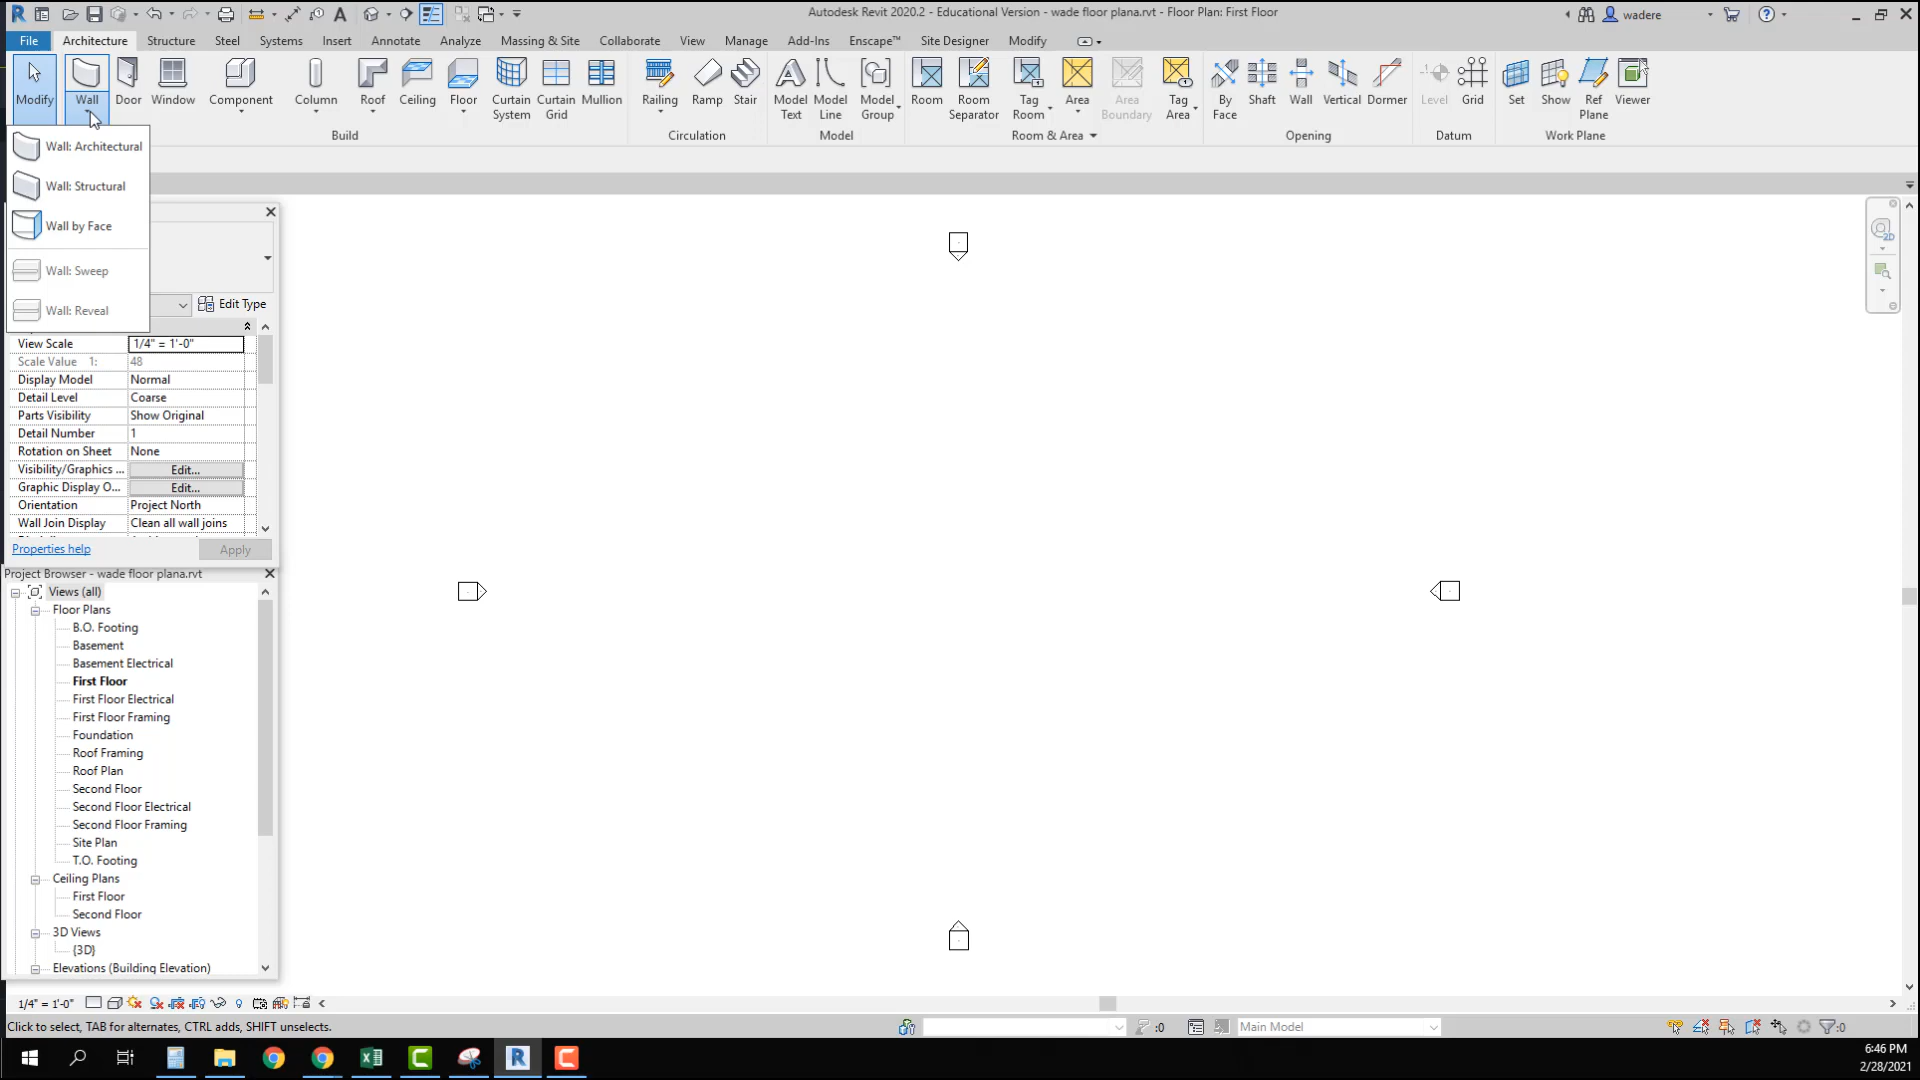 Autodesk Revit 2020.2 - Educational Version - wade floor plana.rvt - Floor Plan: First Floor
wadere
File Architecture Structure Steel Systems Insert Annotate Analyze Massing & Site Collaborate View Manage Add-Ins Enscape™ Site Designer Modify
Modify Wall Door Window Component Column Roof Ceiling Floor Curtain System Curtain Grid Mullion Railing Ramp Stair Model Text Model Line Model Group Room Room Separator Tag Room Area Area Boundary Tag Area By Face Shaft Wall Vertical Dormer Level Grid Set Show Ref Plane Viewer
Build Circulation Model Room & Area Opening Datum Work Plane
Wall: Architectural
Wall: Structural
Wall by Face
Wall: Sweep
Wall: Reveal
Edit Type
View Scale 1/4" = 1'-0"
Scale Value 1: 48
Display Model Normal
Detail Level Coarse
Parts Visibility Show Original
Detail Number 1
Rotation on Sheet None
Visibility/Graphics ... Edit...
Graphic Display O... Edit...
Orientation Project North
Wall Join Display Clean all wall joins
Properties help Apply
Project Browser - wade floor plana.rvt
Views (all)
Floor Plans
B.O. Footing
Basement
Basement Electrical
First Floor
First Floor Electrical
First Floor Framing
Foundation
Roof Framing
Roof Plan
Second Floor
Second Floor Electrical
Second Floor Framing
Site Plan
T.O. Footing
Ceiling Plans
First Floor
Second Floor
3D Views
{3D}
Elevations (Building Elevation)
1/4" = 1'-0"
Click to select, TAB for alternates, CTRL adds, SHIFT unselects.
:0
Main Model
:0
6:46 PM
2/28/2021